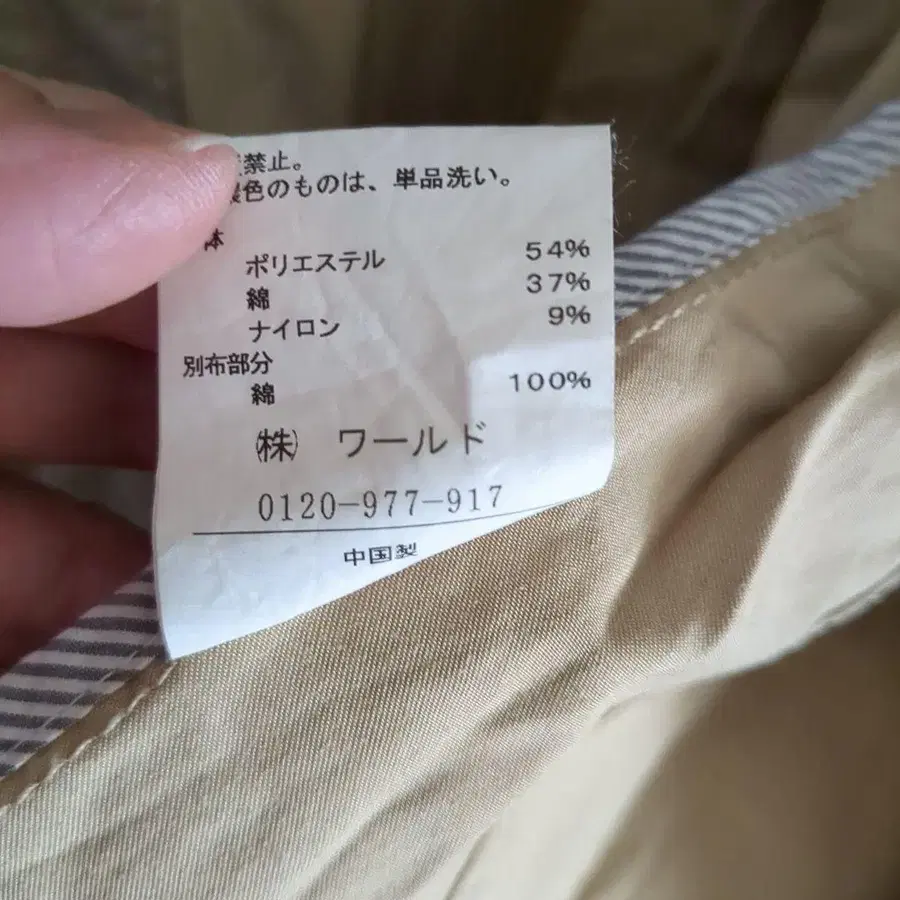 禁止。
色のものは、単品洗い。
体
ポリエステル 54%
綿 37%
ナイロン 9%
別布部分
綿 100%
㈱ ワールド
0120-977-917
中国製